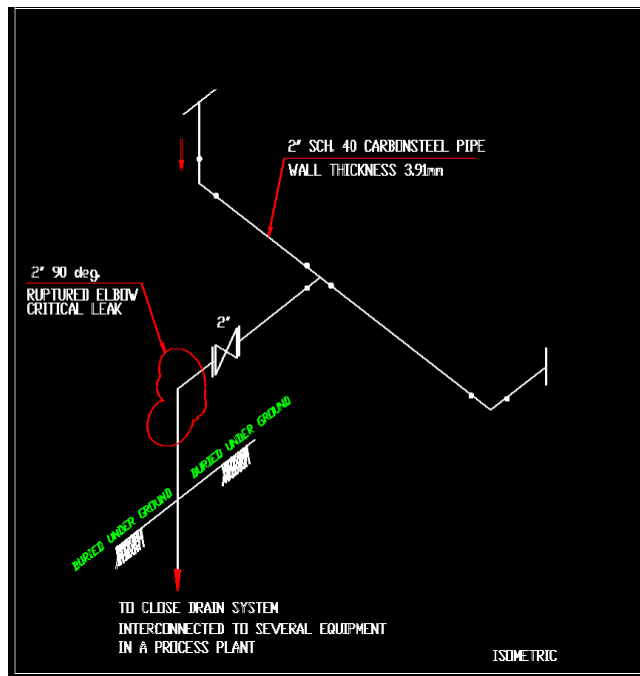 2" SCH. 40 CARBONSTEEL PIPE
WALL THICKNESS 3.91mm
2" 90 deg.
RUPTURED ELBOW
CRITICAL LEAK
2"
BURIED UNDER GROUND
BURIED UNDER GROUND
TO CLOSE DRAIN SYSTEM
INTERCONNECTED TO SEVERAL EQUIPMENT
IN A PROCESS PLANT
ISOMETRIC